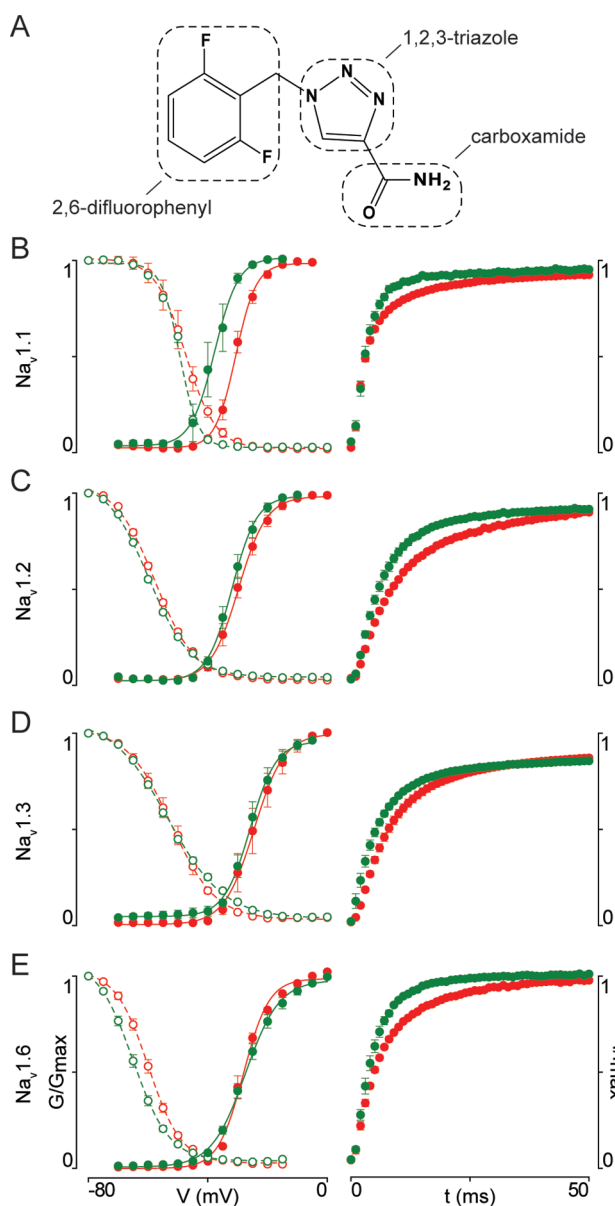 A
F
1,2,3-triazole
N
N
N
F
carboxamide
NH2
O
2,6-difluorophenyl
B
1
1
Nav1.1
0
0
C
1
1
Nav1.2
0
0
D
1
1
Nav1.3
0
0
E
1
1
Nav1.6
G/Gmax
0
0
-80
V (mV)
0
0
t (ms)
50